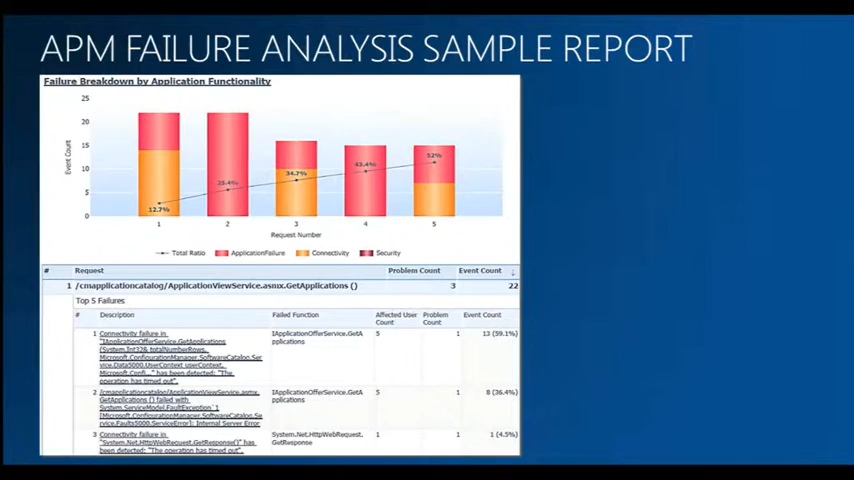 APM FAILURE ANALYSIS SAMPLE REPORT
Failure Breakdown by Application Functionality
25
20
15
10
5
0
Event Count
12.7%
25.4%
34.7%
43.4%
52%
1 2 3 4 5
Request Number
Total Ratio ApplicationFailure Connectivity Security
# Request Problem Count Event Count ↓
1 /cmapplicationcatalog/ApplicationViewService.asmx.GetApplications () 3 22
Top 5 Failures
# Description Failed Function Affected User Count Problem Count Event Count
1 Connectivity failure in IApplicationOfferService.GetA 5 1 13 (59.1%)
"IApplicationOfferService.GetApplications pplications
(System.Int32& totalNumberRows,
Microsoft.ConfigurationManager.SoftwareCatalog.Ser
vice.Data5000.UserContext userContext,
Microsoft.Confi..." has been detected: "The
operation has timed out".
2 /cmapplicationcatalog/ApplicationViewService.asmx. IApplicationOfferService.GetA 5 1 8 (36.4%)
GetApplications () failed with pplications
System.ServiceModel.FaultException`1
[Microsoft.ConfigurationManager.SoftwareCatalog.Se
rvice.Faults5000.ServiceError]: Internal Server Error
3 Connectivity failure in System.Net.HttpWebRequest. 1 1 1 (4.5%)
"System.Net.HttpWebRequest.GetResponse()" has GetResponse
been detected: "The operation has timed out".